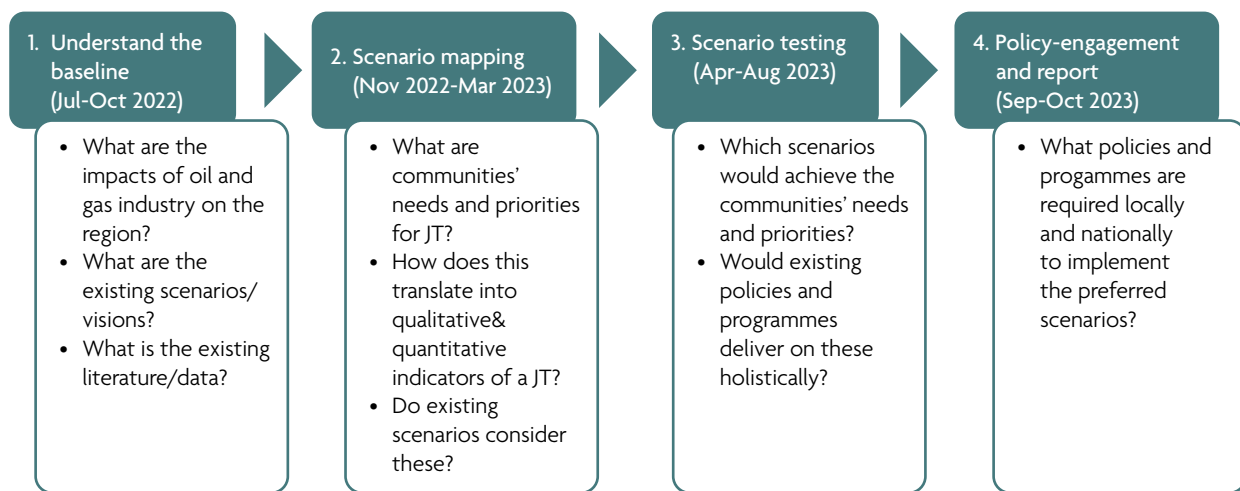 1. Understand the
baseline
(Jul-Oct 2022)
• What are the
impacts of oil and
gas industry on the
region?
• What are the
existing scenarios/
visions?
• What is the existing
literature/data?
2. Scenario mapping
(Nov 2022-Mar 2023)
• What are
communities’
needs and priorities
for JT?
• How does this
translate into
qualitative&
quantitative
indicators of a JT?
• Do existing
scenarios consider
these?
3. Scenario testing
(Apr-Aug 2023)
• Which scenarios
would achieve the
communities’ needs
and priorities?
• Would existing
policies and
programmes
deliver on these
holistically?
4. Policy-engagement
and report
(Sep-Oct 2023)
• What policies and
progammes are
required locally
and nationally
to implement
the preferred
scenarios?